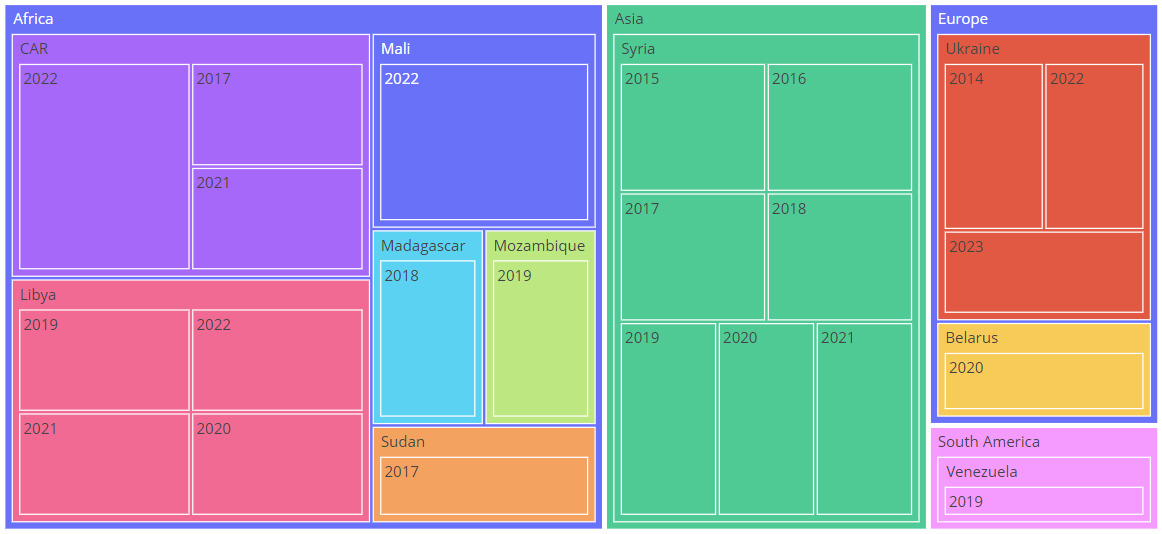 Africa
CAR
2022
2017
2021
Libya
2019
2022
2021
2020
Mali
2022
Madagascar
2018
Mozambique
2019
Sudan
2017
Asia
Syria
2015
2016
2017
2018
2019
2020
2021
Europe
Ukraine
2014
2022
2023
Belarus
2020
South America
Venezuela
2019